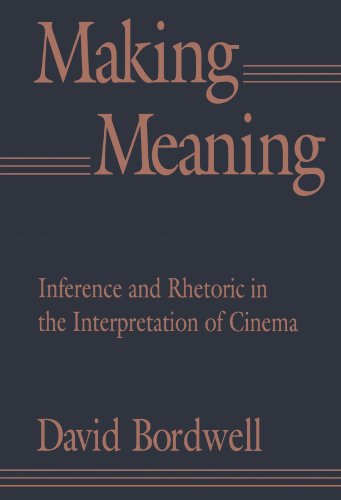 Making
Meaning
Inference and Rhetoric in
the Interpretation of Cinema
David Bordwell